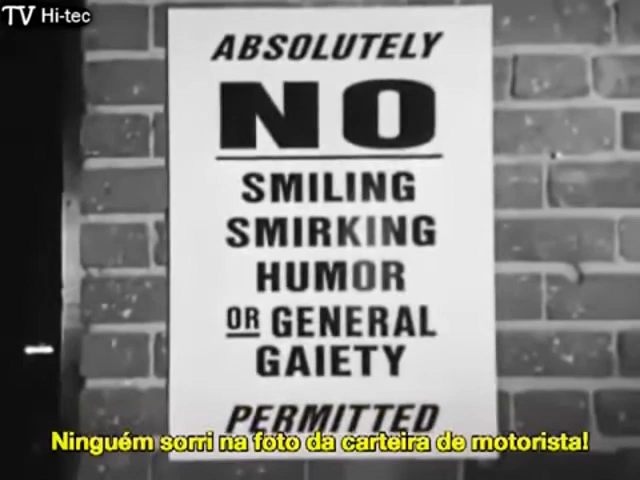 TV Hi-tec
ABSOLUTELY
NO
SMILING
SMIRKING
HUMOR
OR GENERAL
GAIETY
PERMITTED
Ninguém sorri na foto da carteira de motorista!